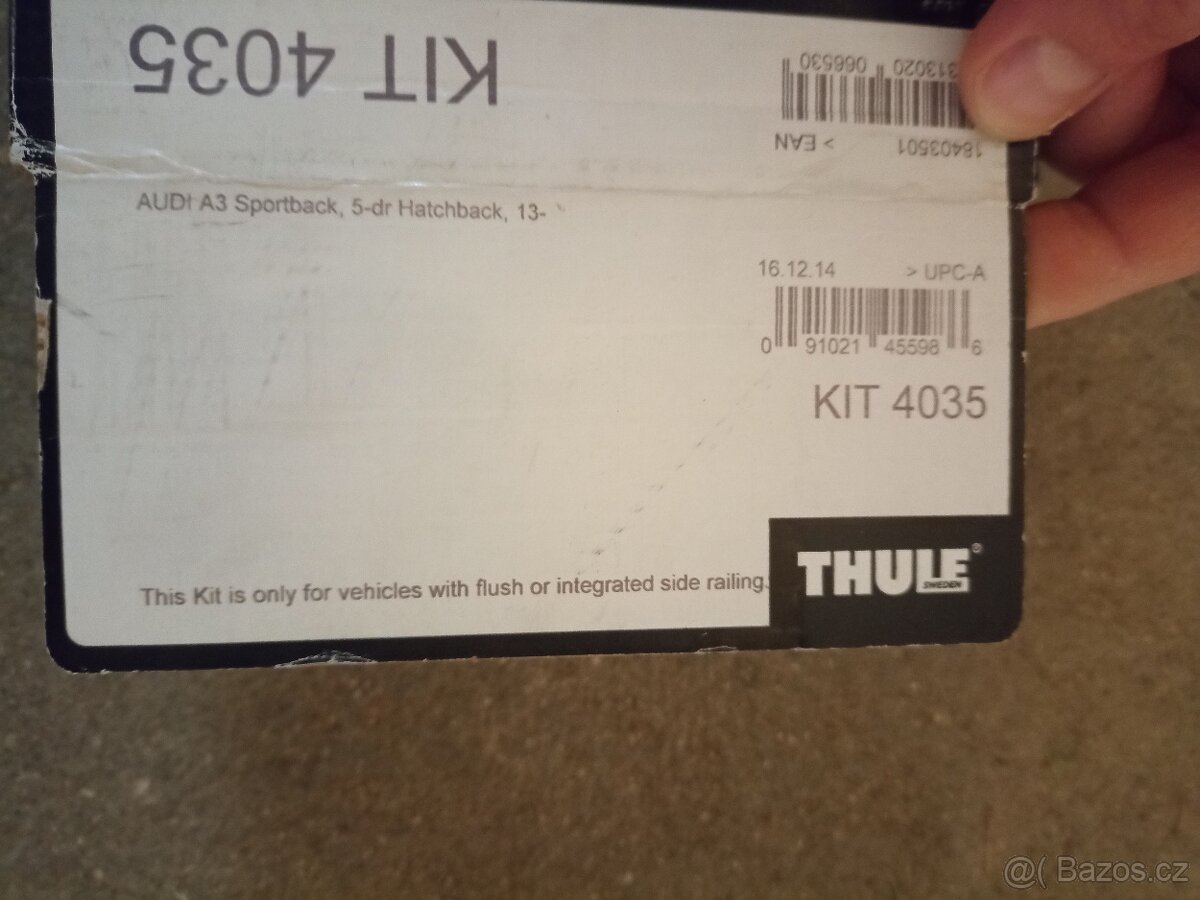 KIT 4035
066530
> EAN 18403501
AUDI A3 Sportback, 5-dr Hatchback, 13-
16.12.14 > UPC-A
0 91021 45598 6
KIT 4035
THULE®
SWEDEN
This Kit is only for vehicles with flush or integrated side railing.
@( Bazos.cz